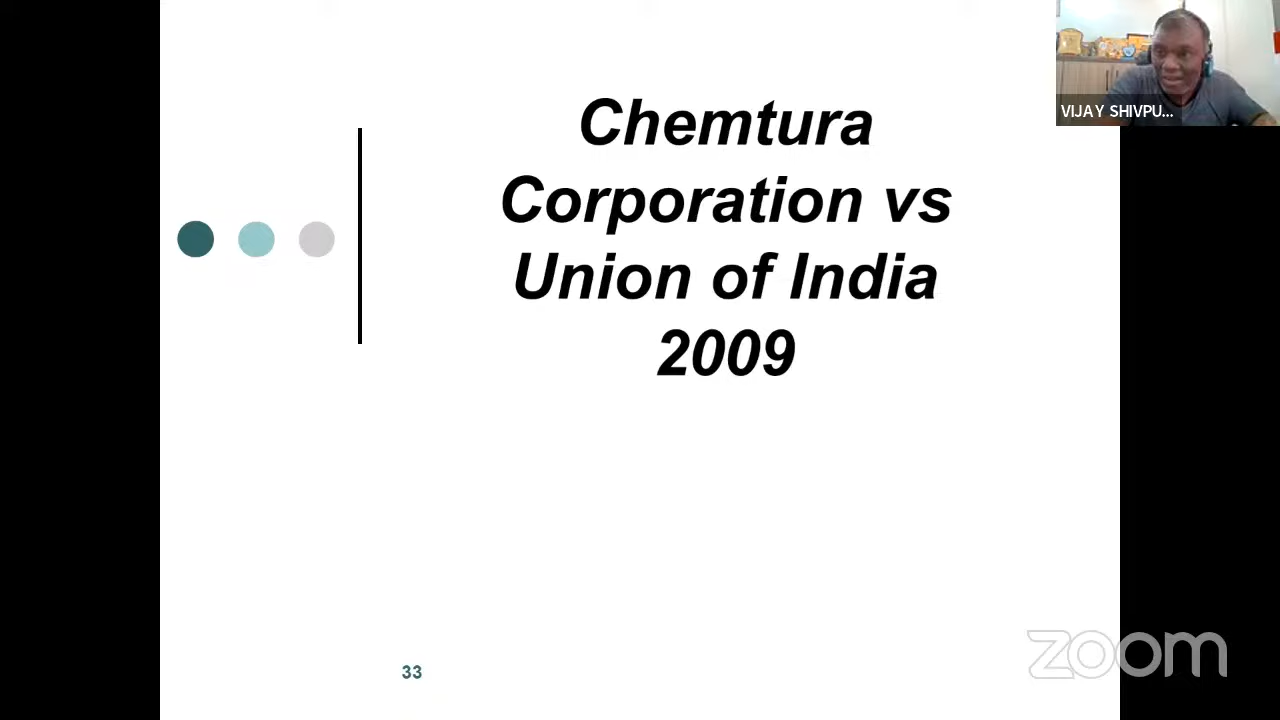 VIJAY SHIVPU...
Chemtura
Corporation vs
Union of India
2009
33
zoom